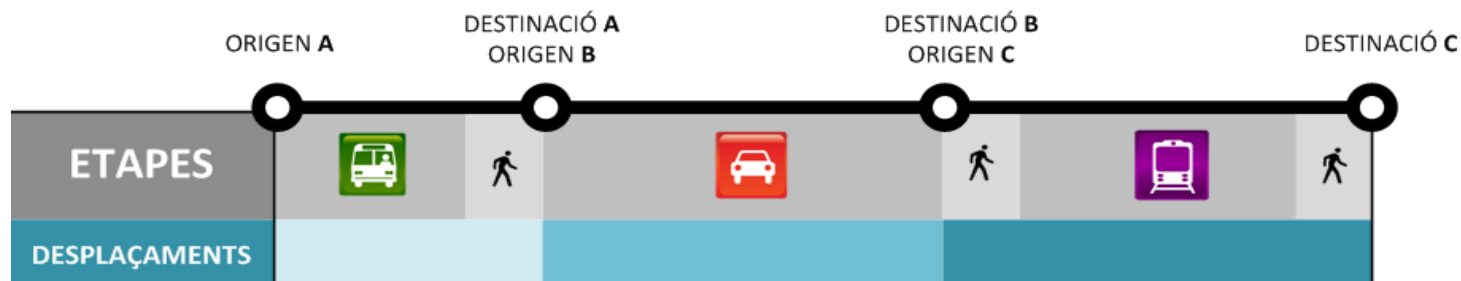 ORIGEN A
DESTINACIÓ A
ORIGEN B
DESTINACIÓ B
ORIGEN C
DESTINACIÓ C
ETAPES
DESPLAÇAMENTS